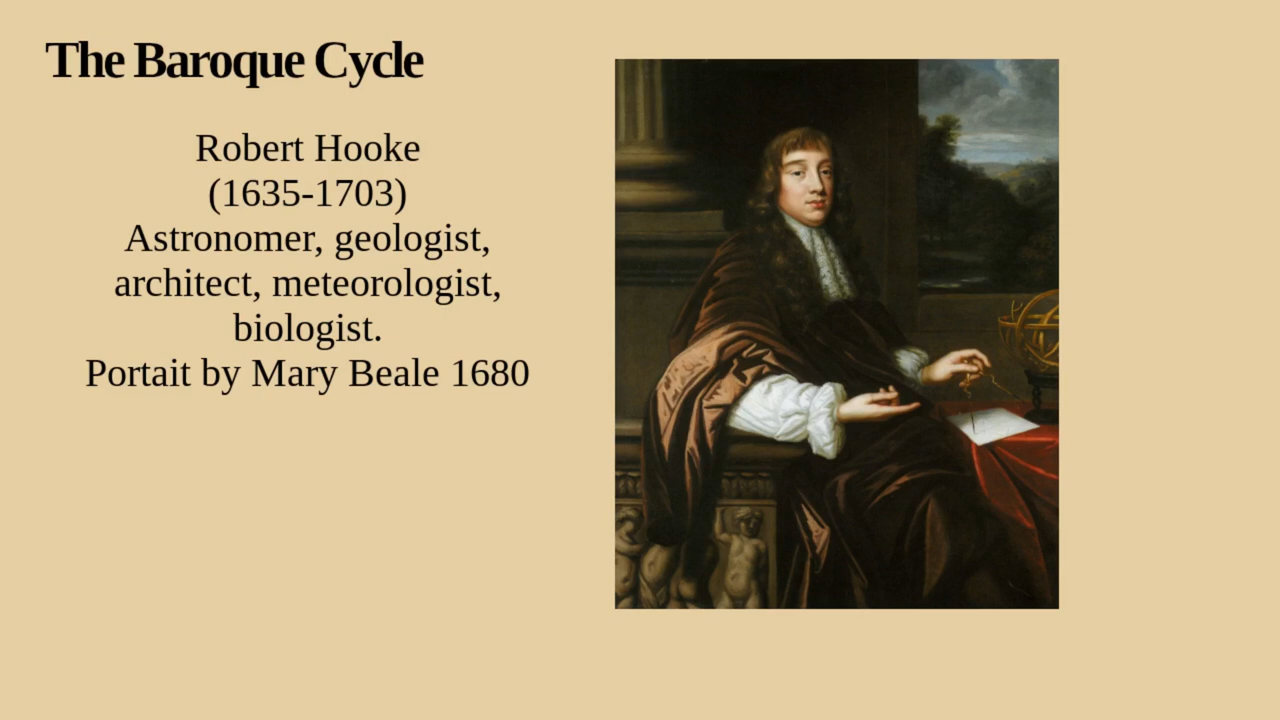 The Baroque Cycle
Robert Hooke
(1635-1703)
Astronomer, geologist,
architect, meteorologist,
biologist.
Portait by Mary Beale 1680